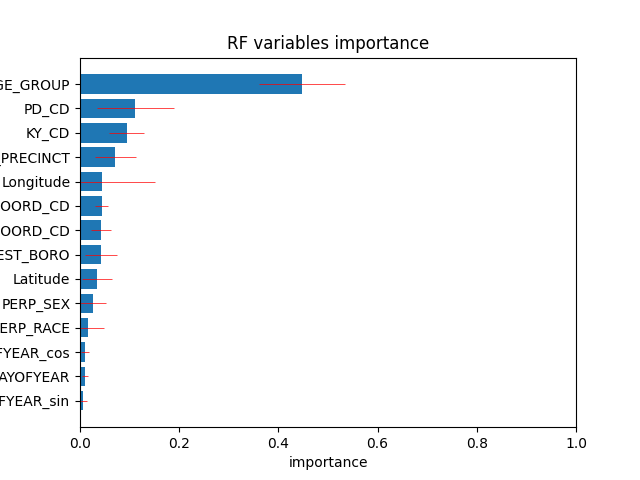 RF variables importance
GE_GROUP
PD_CD
KY_CD
_PRECINCT
Longitude
OORD_CD
OORD_CD
EST_BORO
Latitude
PERP_SEX
ERP_RACE
FYEAR_cos
AYOFYEAR
FYEAR_sin
0.0 0.2 0.4 0.6 0.8 1.0
importance